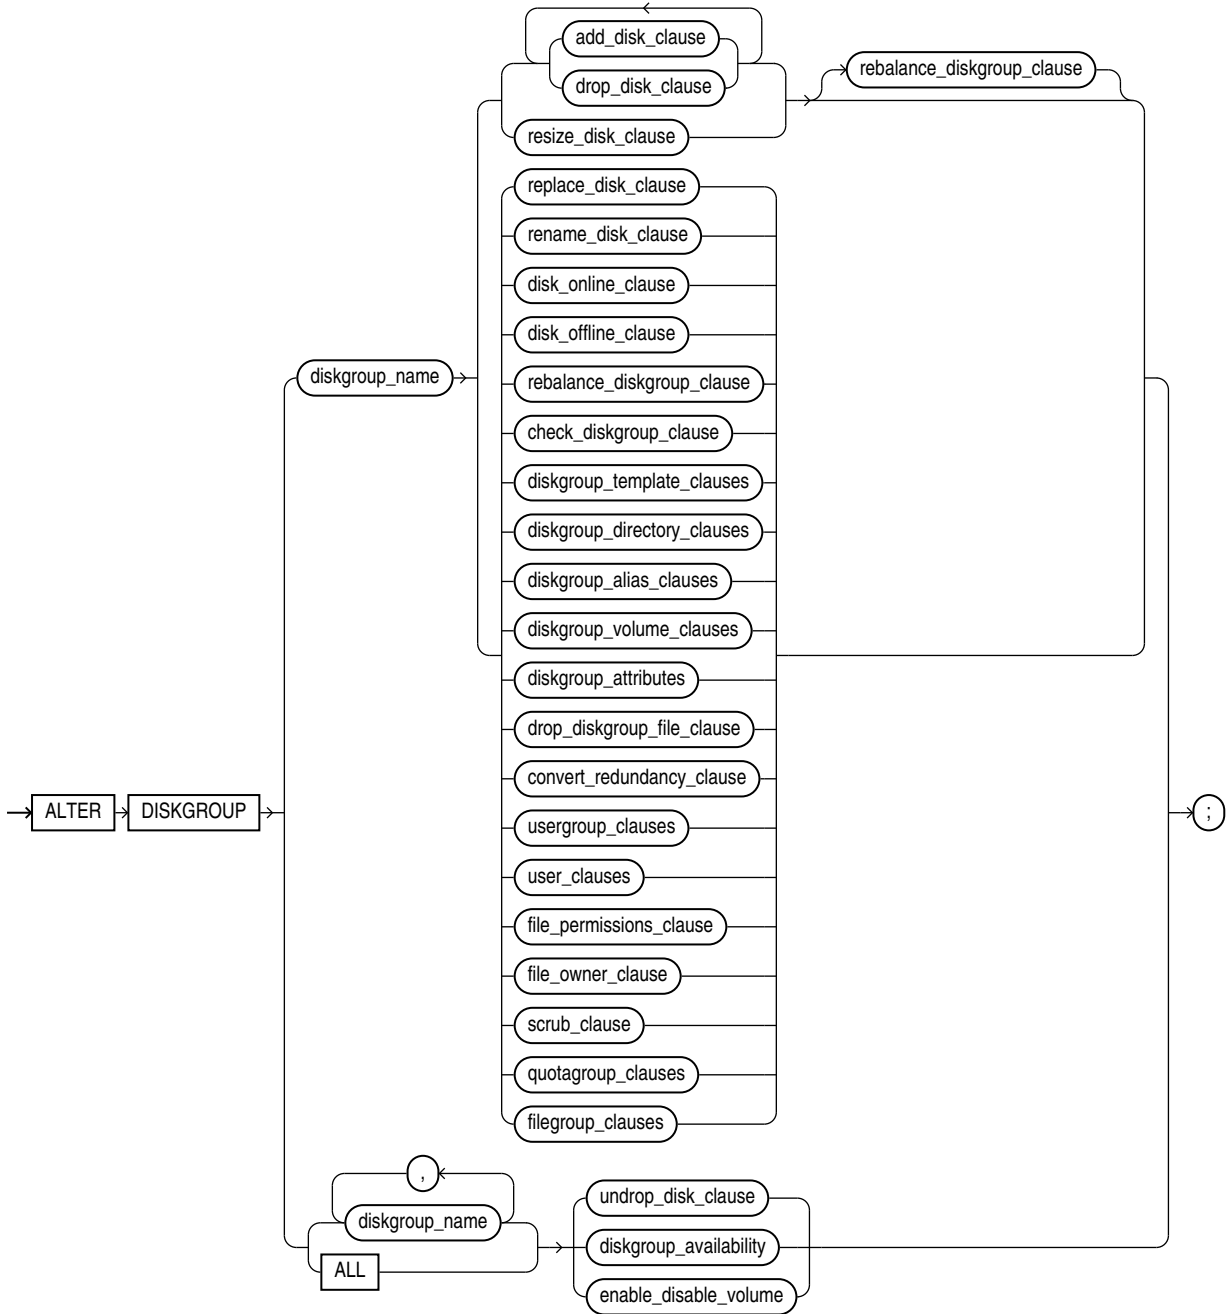 add_disk_clause
drop_disk_clause
rebalance_diskgroup_clause
resize_disk_clause
replace_disk_clause
rename_disk_clause
disk_online_clause
disk_offline_clause
diskgroup_name
rebalance_diskgroup_clause
check_diskgroup_clause
diskgroup_template_clauses
diskgroup_directory_clauses
diskgroup_alias_clauses
diskgroup_volume_clauses
diskgroup_attributes
drop_diskgroup_file_clause
convert_redundancy_clause
ALTER DISKGROUP
;
usergroup_clauses
user_clauses
file_permissions_clause
file_owner_clause
scrub_clause
quotagroup_clauses
filegroup_clauses
,
diskgroup_name
ALL
undrop_disk_clause
diskgroup_availability
enable_disable_volume